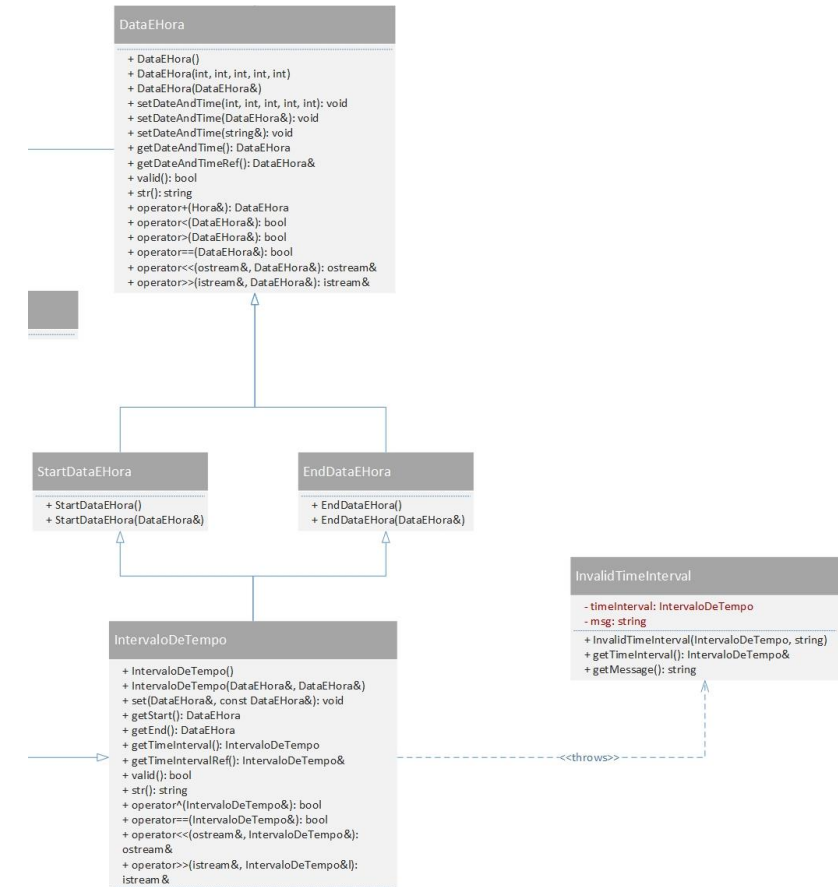 DataEHora
+ DataEHora()
+ DataEHora(int, int, int, int, int)
+ DataEHora(DataEHora&)
+ setDateAndTime(int, int, int, int, int): void
+ setDateAndTime(DataEHora&): void
+ setDateAndTime(string&): void
+ getDateAndTime(): DataEHora
+ getDateAndTimeRef(): DataEHora&
+ valid(): bool
+ str(): string
+ operator+(Hora&): DataEHora
+ operator<(DataEHora&): bool
+ operator>(DataEHora&): bool
+ operator==(DataEHora&): bool
+ operator<<(ostream&, DataEHora&): ostream&
+ operator>>(istream&, DataEHora&): istream&
StartDataEHora
+ StartDataEHora()
+ StartDataEHora(DataEHora&)
EndDataEHora
+ EndDataEHora()
+ EndDataEHora(DataEHora&)
InvalidTimeInterval
- timeInterval: IntervaloDeTempo
- msg: string
+ InvalidTimeInterval(IntervaloDeTempo, string)
+ getTimeInterval(): IntervaloDeTempo&
+ getMessage(): string
IntervaloDeTempo
+ IntervaloDeTempo()
+ IntervaloDeTempo(DataEHora&, DataEHora&)
+ set(DataEHora&, const DataEHora&): void
+ getStart(): DataEHora
+ getEnd(): DataEHora
+ getTimeInterval(): IntervaloDeTempo
+ getTimeIntervalRef(): IntervaloDeTempo&
+ valid(): bool
+ str(): string
+ operator^(IntervaloDeTempo&): bool
+ operator==(IntervaloDeTempo&): bool
+ operator<<(ostream&, IntervaloDeTempo&):
ostream&
+ operator>>(istream&, IntervaloDeTempo&l):
istream&
<<throws>>